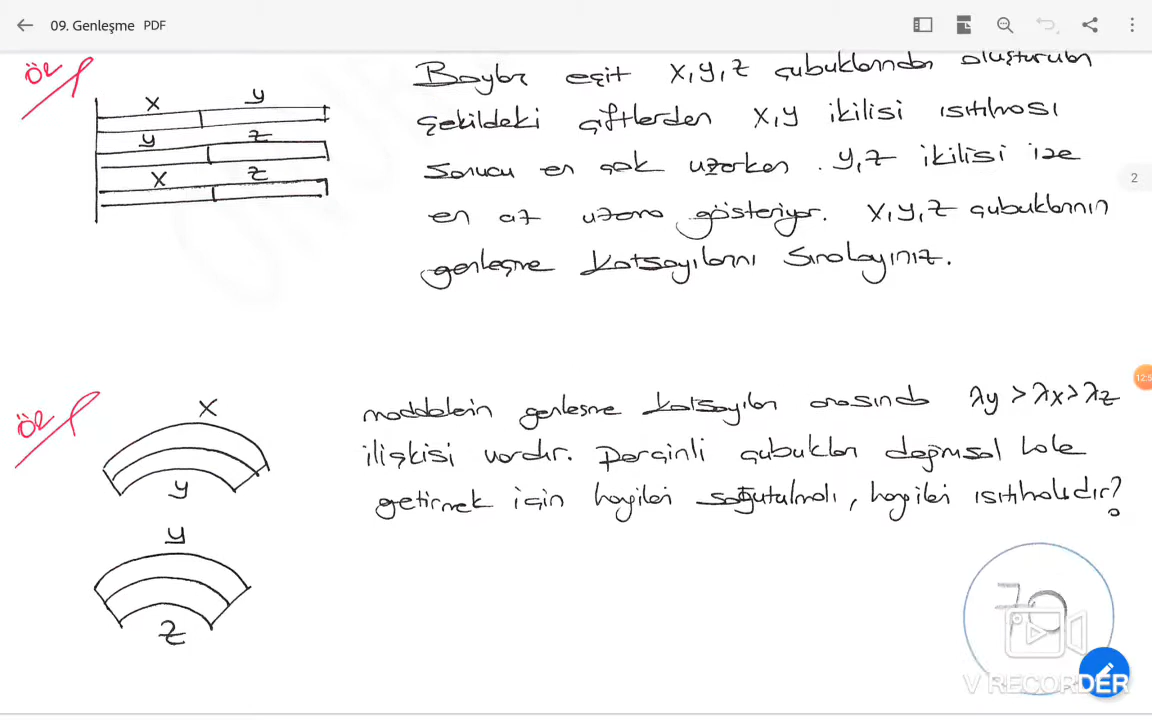 09. Genleşme PDF
ÖR
Boyları eşit X, Y, Z çubuklarından oluşturulan
şekildeki çiftlerden X, Y ikilisi ısıtılması
sonucu en çok uzarken. Y, Z ikilisi ise
en az uzama gösteriyor. X, Y, Z çubuklarının
genleşme katsayılarını sıralayınız.
X Y
Y Z
X Z
2
12:5
ÖR
maddelerin genleşme katsayıları arasında λy > λx > λz
ilişkisi vardır. Perçinli çubukları doğrusal hale
getirmek için hangileri soğutulmalı, hangileri ısıtılmalıdır?
X
Y
Y
Z
V RECORDER